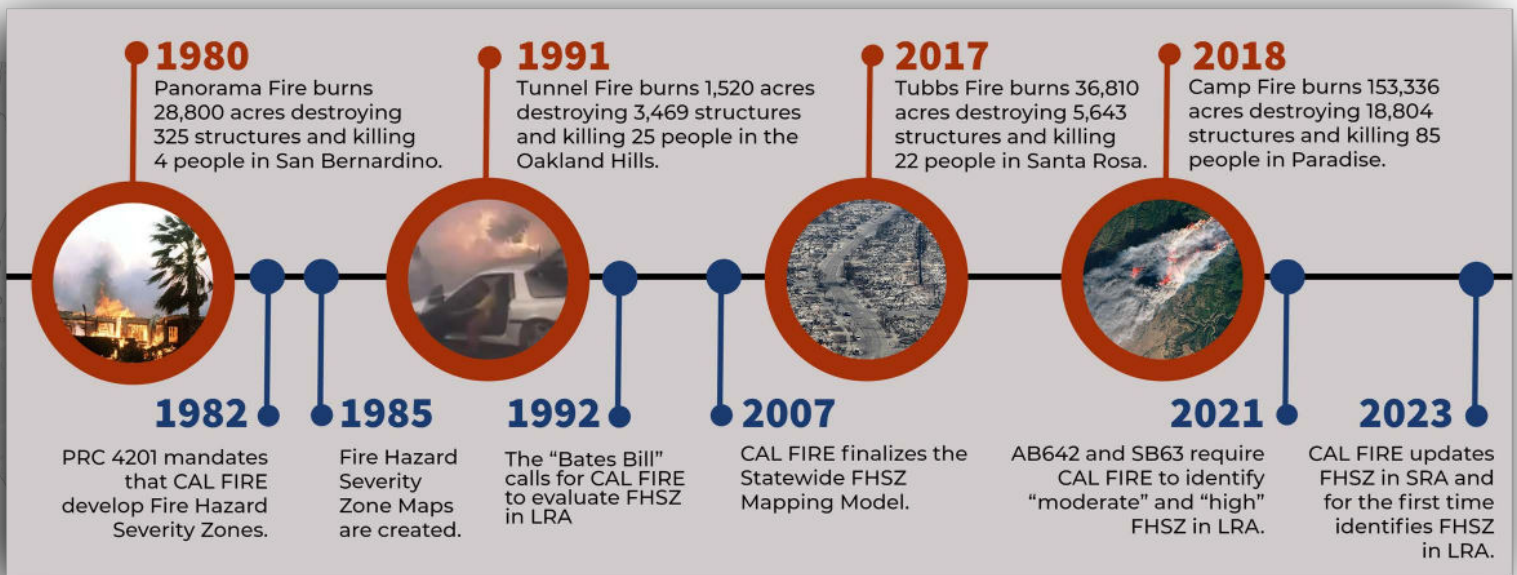 1980
Panorama Fire burns
28,800 acres destroying
325 structures and killing
4 people in San Bernardino.
1991
Tunnel Fire burns 1,520 acres
destroying 3,469 structures
and killing 25 people in the
Oakland Hills.
2017
Tubbs Fire burns 36,810
acres destroying 5,643
structures and killing
22 people in Santa Rosa.
2018
Camp Fire burns 153,336
acres destroying 18,804
structures and killing 85
people in Paradise.
1982
PRC 4201 mandates
that CAL FIRE
develop Fire Hazard
Severity Zones.
1985
Fire Hazard
Severity
Zone Maps
are created.
1992
The “Bates Bill”
calls for CAL FIRE
to evaluate FHSZ
in LRA
2007
CAL FIRE finalizes the
Statewide FHSZ
Mapping Model.
2021
AB642 and SB63 require
CAL FIRE to identify
“moderate” and “high”
FHSZ in LRA.
2023
CAL FIRE updates
FHSZ in SRA and
for the first time
identifies FHSZ
in LRA.